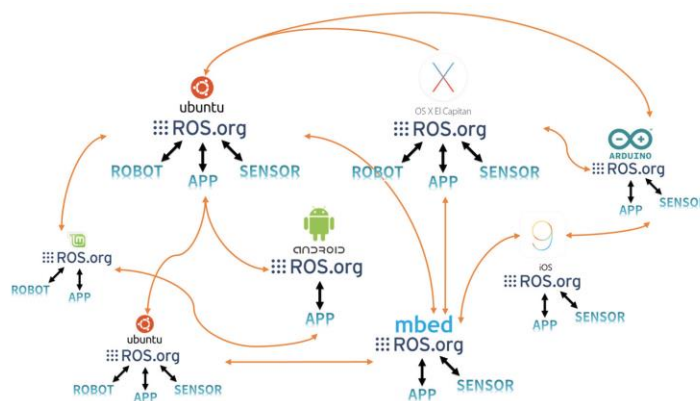 ubuntu
ROS.org
ROBOT
APP
SENSOR
OS X El Capitan
ROS.org
ROBOT
APP
SENSOR
ARDUINO
ROS.org
APP
SENSOR
ROS.org
ROBOT
APP
ANDROID
ROS.org
APP
9
iOS
ROS.org
APP
SENSOR
ubuntu
ROS.org
ROBOT
APP
SENSOR
mbed
ROS.org
APP
SENSOR